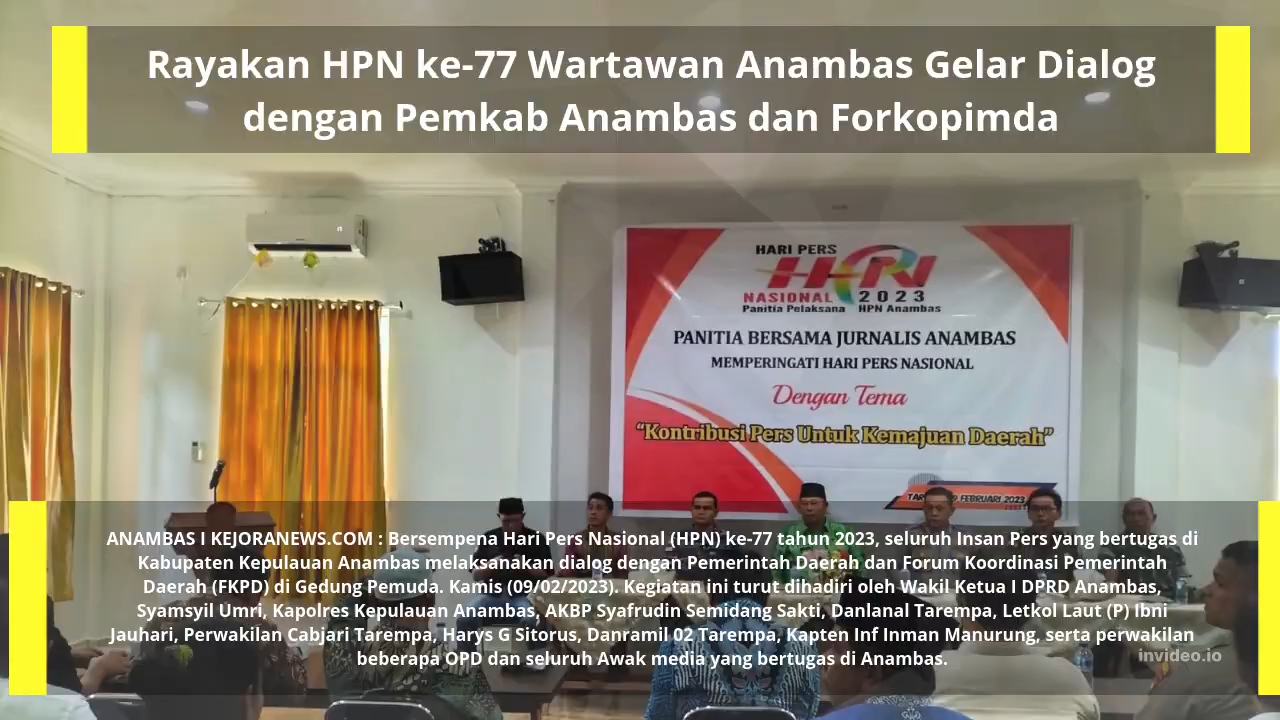 Rayakan HPN ke-77 Wartawan Anambas Gelar Dialog
dengan Pemkab Anambas dan Forkopimda
HARI PERS
HPN
NASIONAL 2023
Panitia Pelaksana HPN Anambas
PANITIA BERSAMA JURNALIS ANAMBAS
MEMPERINGATI HARI PERS NASIONAL
Dengan Tema
“Kontribusi Pers Untuk Kemajuan Daerah”
9 FEBRUARI 2023
ANAMBAS I KEJORANEWS.COM : Bersempena Hari Pers Nasional (HPN) ke-77 tahun 2023, seluruh Insan Pers yang bertugas di
Kabupaten Kepulauan Anambas melaksanakan dialog dengan Pemerintah Daerah dan Forum Koordinasi Pemerintah
Daerah (FKPD) di Gedung Pemuda. Kamis (09/02/2023). Kegiatan ini turut dihadiri oleh Wakil Ketua I DPRD Anambas,
Syamsyil Umri, Kapolres Kepulauan Anambas, AKBP Syafrudin Semidang Sakti, Danlanal Tarempa, Letkol Laut (P) Ibni
Jauhari, Perwakilan Cabjari Tarempa, Harys G Sitorus, Danramil 02 Tarempa, Kapten Inf Inman Manurung, serta perwakilan
beberapa OPD dan seluruh Awak media yang bertugas di Anambas.
invideo.io